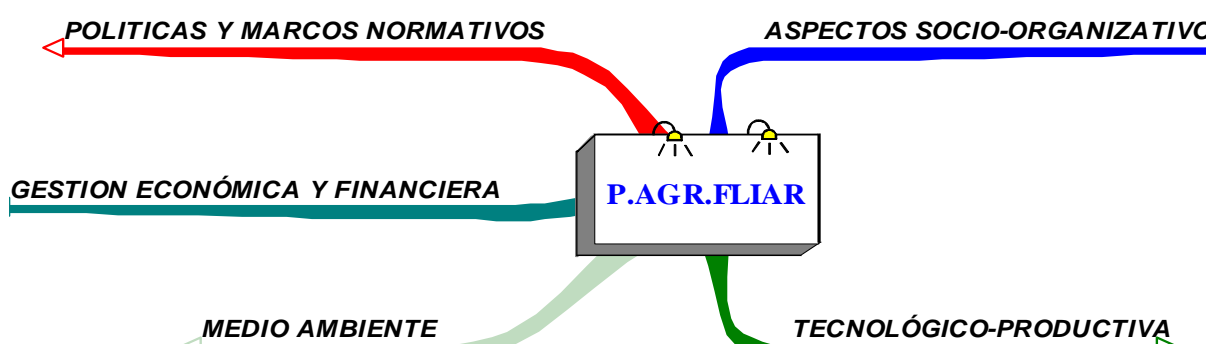 POLITICAS Y MARCOS NORMATIVOS
ASPECTOS SOCIO-ORGANIZATIVO
GESTION ECONÓMICA Y FINANCIERA
P.AGR.FLIAR
MEDIO AMBIENTE
TECNOLÓGICO-PRODUCTIVA